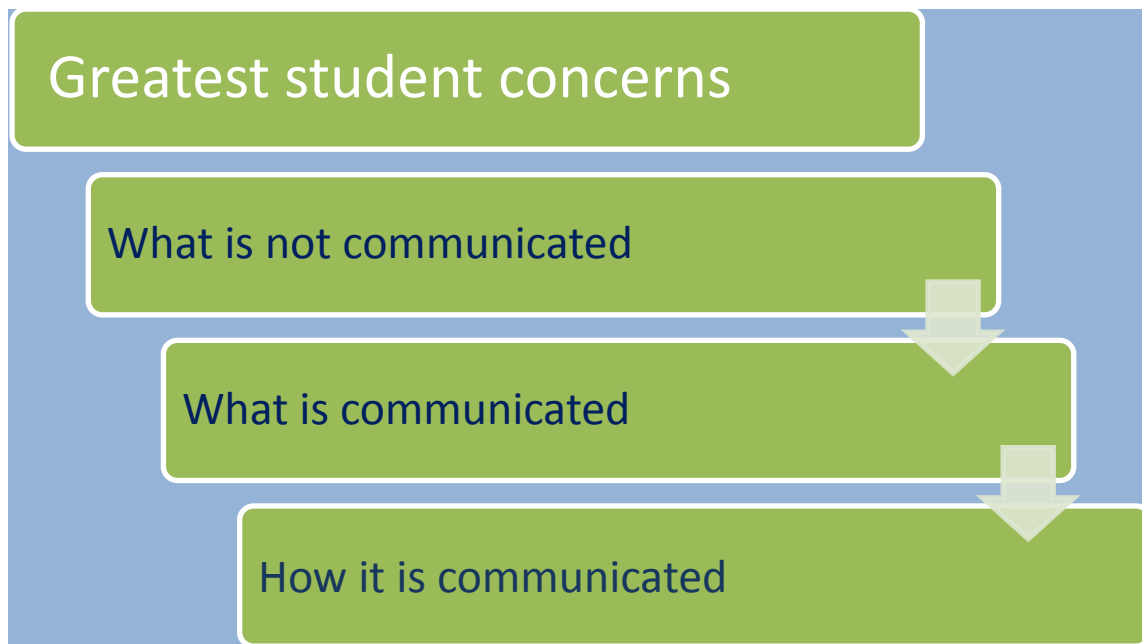 Greatest student concerns
What is not communicated
What is communicated
How it is communicated